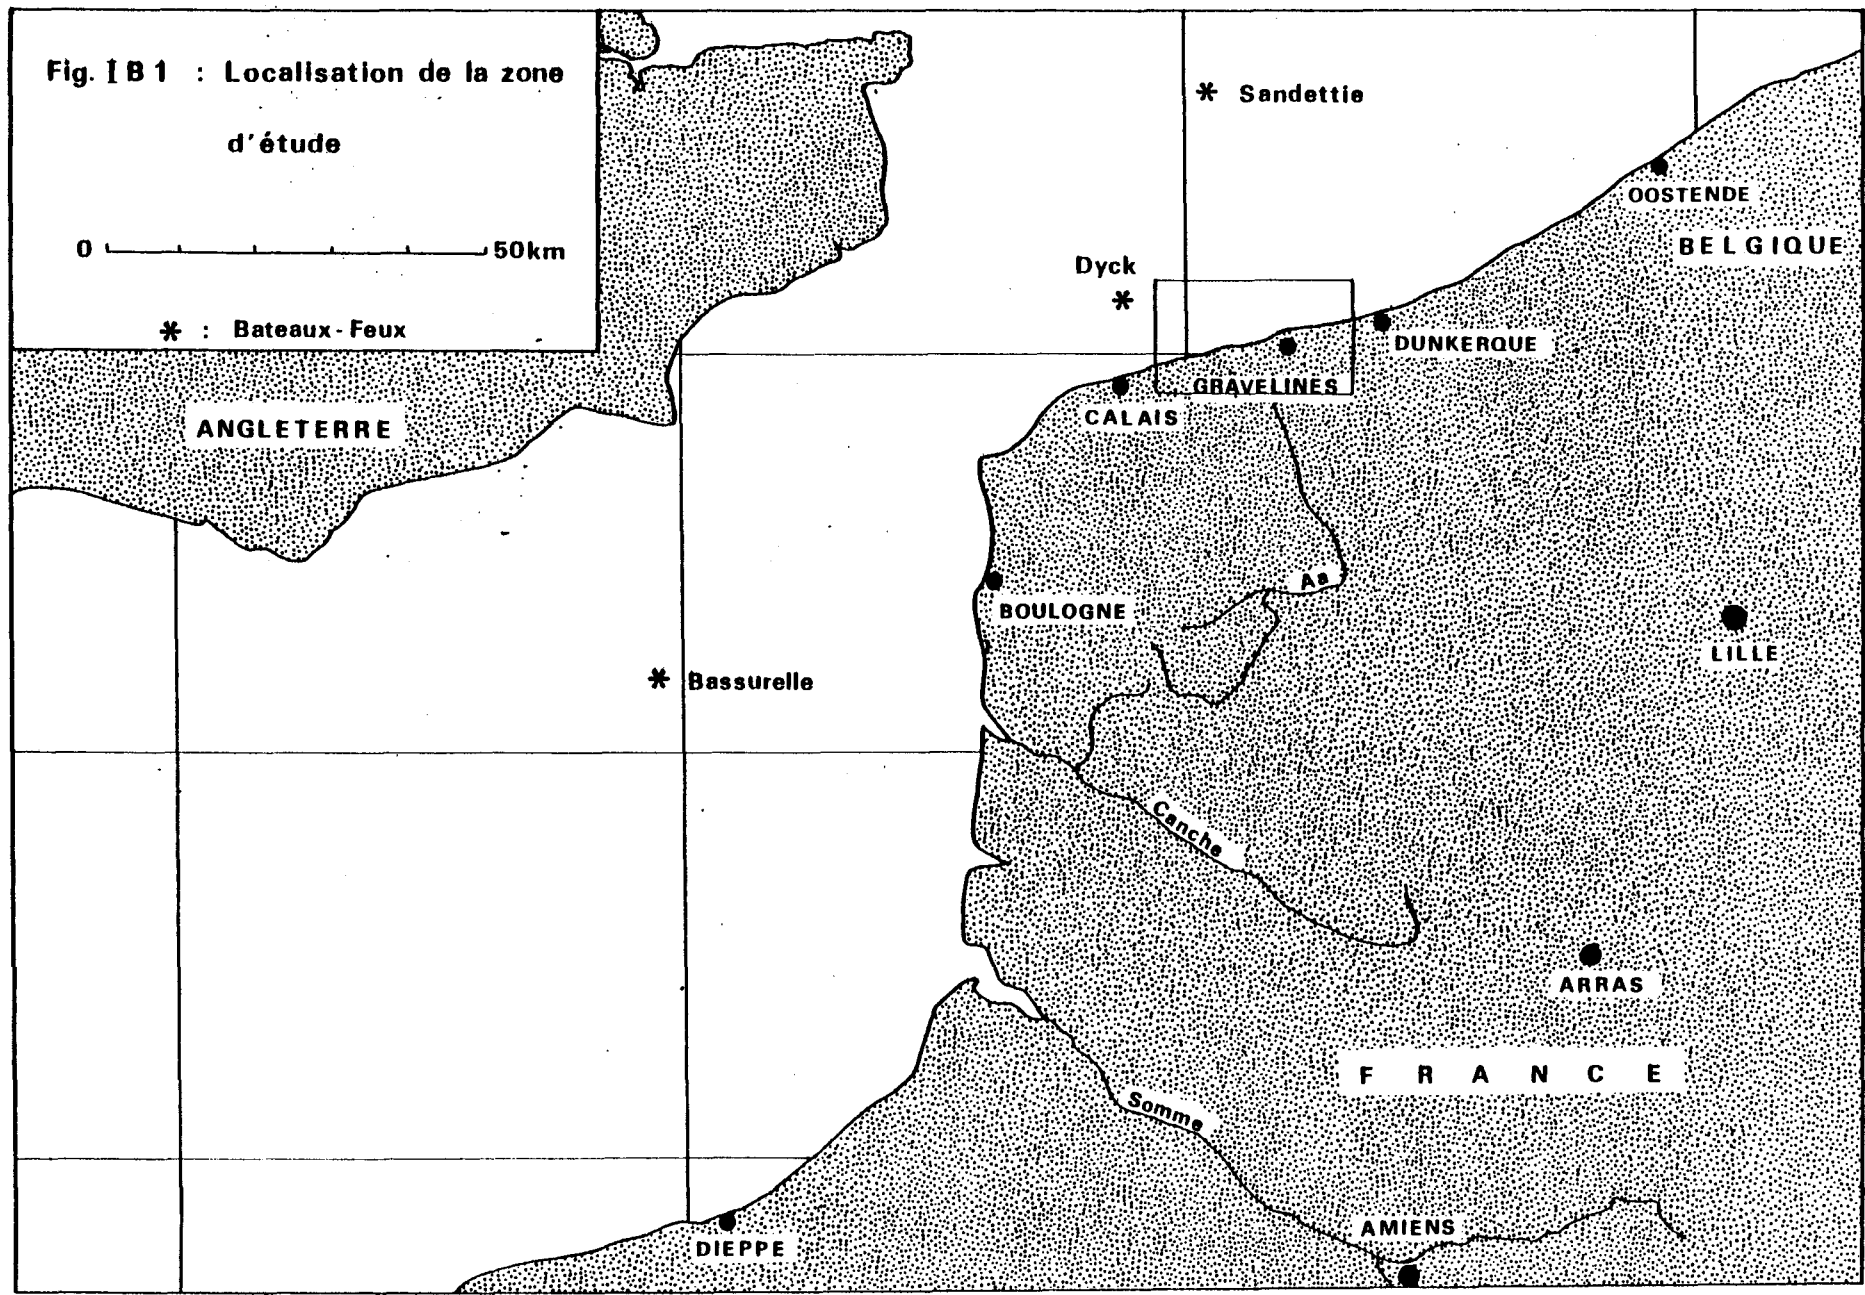 Fig. I B 1 : Localisation de la zone
d'étude
0 50km
* : Bateaux - Feux
* Sandettie
OOSTENDE
BELGIQUE
Dyck
*
DUNKERQUE
GRAVELINES
CALAIS
ANGLETERRE
Aa
BOULOGNE
LILLE
* Bassurelle
Canche
ARRAS
FRANCE
Somme
AMIENS
DIEPPE